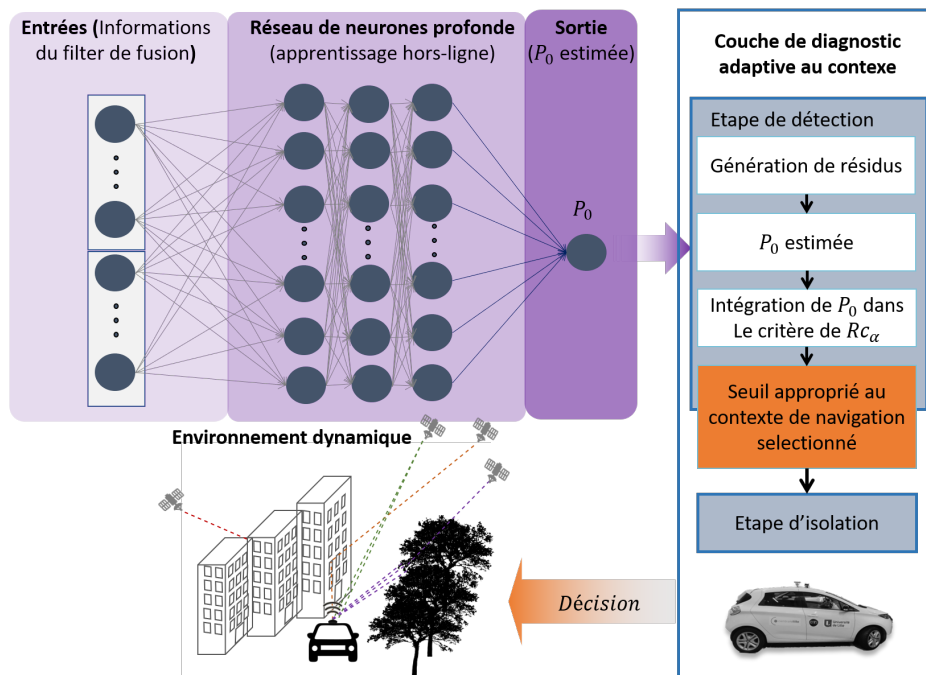 Entrées (Informations
du filter de fusion)
Réseau de neurones profonde
(apprentissage hors-ligne)
Sortie
(P₀ estimée)
P₀
Couche de diagnostic
adaptive au contexe
Etape de détection
Génération de résidus
P₀ estimée
Intégration de P₀ dans
Le critère de Rc_α
Seuil approprié au
contexte de navigation
selectionné
Etape d'isolation
Environnement dynamique
Décision